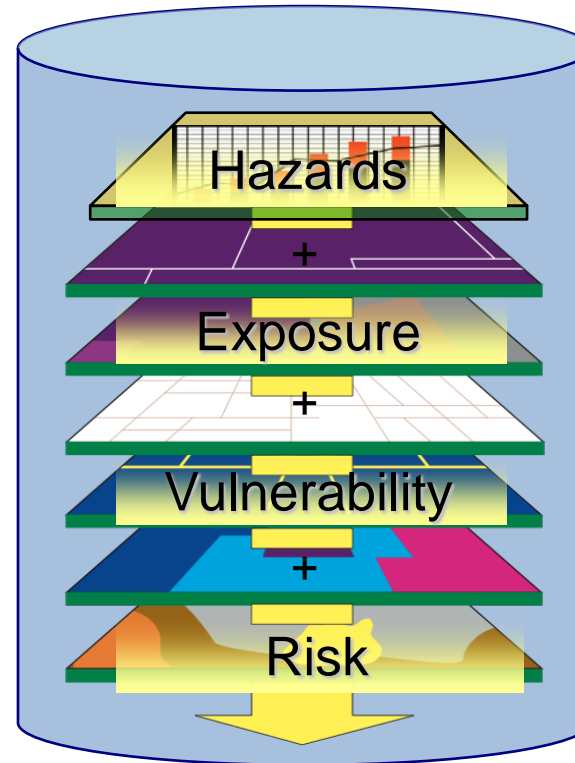 Hazards
+
Exposure
+
Vulnerability
+
Risk